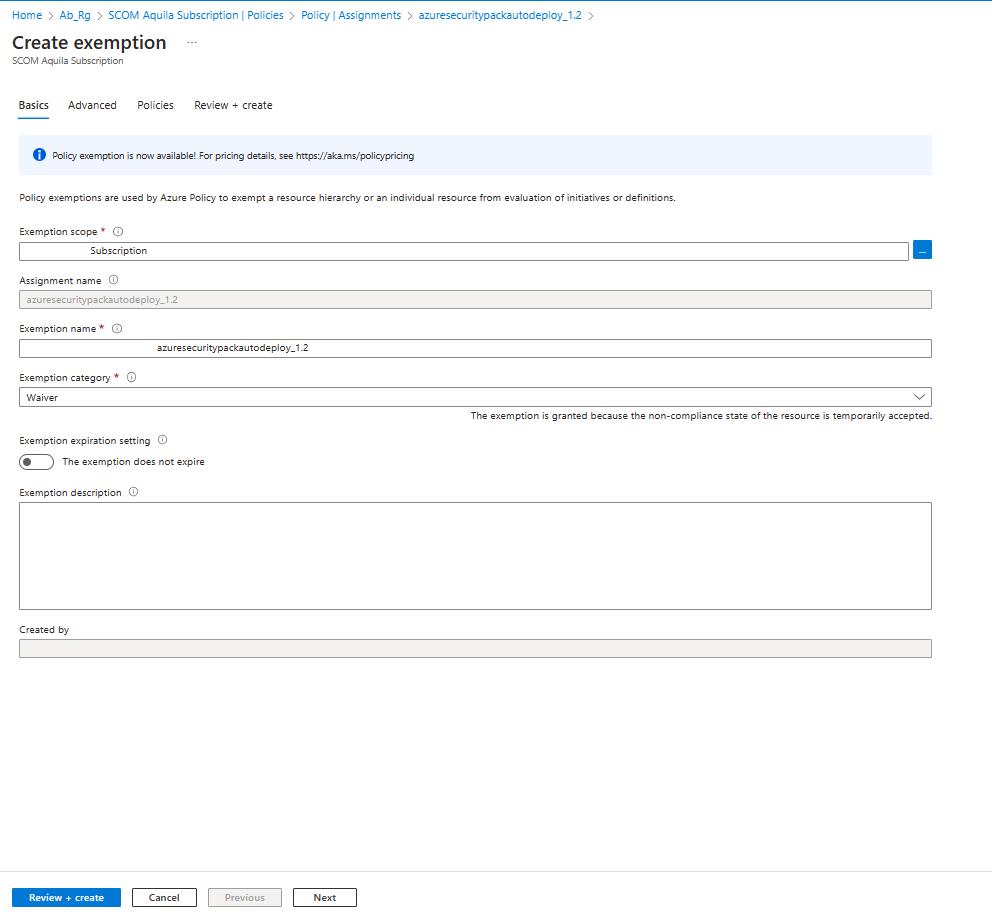 Home > Ab_Rg > SCOM Aquila Subscription | Policies > Policy | Assignments > azuresecuritypackautodeploy_1.2 >
Create exemption ...
SCOM Aquila Subscription
Basics Advanced Policies Review + create
Policy exemption is now available! For pricing details, see https://aka.ms/policypricing
Policy exemptions are used by Azure Policy to exempt a resource hierarchy or an individual resource from evaluation of initiatives or definitions.
Exemption scope *
Subscription
...
Assignment name
azuresecuritypackautodeploy_1.2
Exemption name *
azuresecuritypackautodeploy_1.2
Exemption category *
Waiver
The exemption is granted because the non-compliance state of the resource is temporarily accepted.
Exemption expiration setting
The exemption does not expire
Exemption description
Created by
Review + create Cancel Previous Next